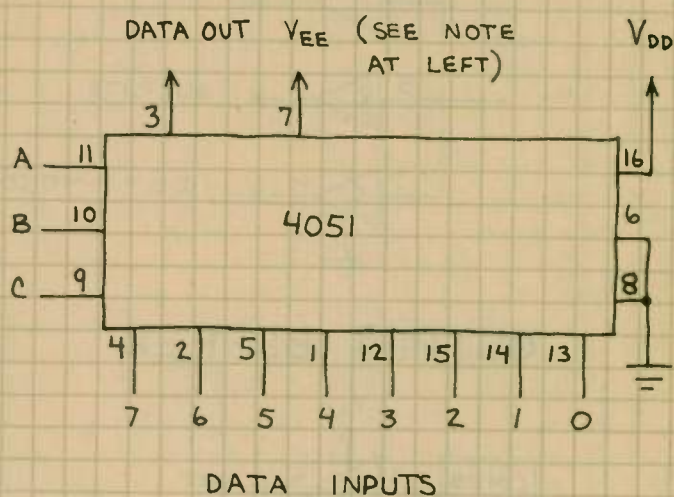 DATA OUT VEE (SEE NOTE
AT LEFT)
VDD
3 7
A 11
16
B 10
4051
6
C 9
8
4 2 5 1 12 15 14 13
7 6 5 4 3 2 1 0
DATA INPUTS